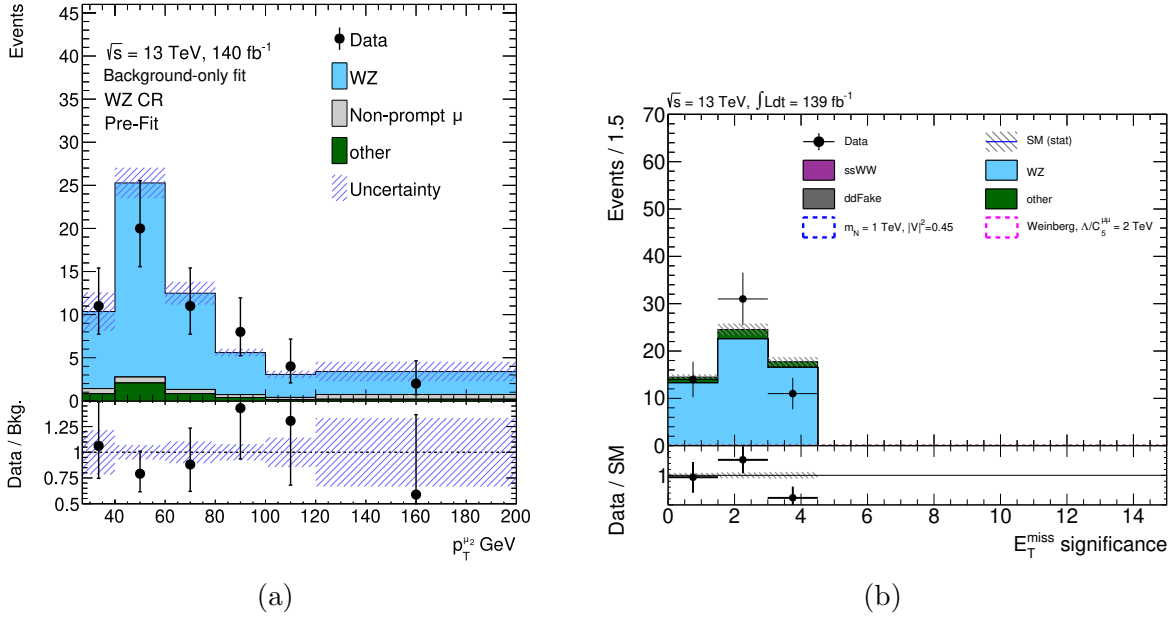 Events
45
40
35
30
25
20
15
10
5
0
√s = 13 TeV, 140 fb⁻¹
Background-only fit
WZ CR
Pre-Fit
Data
WZ
Non-prompt μ
other
Uncertainty
Data / Bkg.
1.25
1
0.75
0.5
40 60 80 100 120 140 160 180 200
p_T^μ₂ GeV
(a)
√s = 13 TeV, ∫Ldt = 139 fb⁻¹
Events / 1.5
70
60
50
40
30
20
10
0
Data
SM (stat)
ssWW
WZ
ddFake
other
m_N = 1 TeV, |V|²=0.45
Weinberg, Λ/C₅^μμ = 2 TeV
Data / SM
1
0 2 4 6 8 10 12 14
E_T^miss significance
(b)